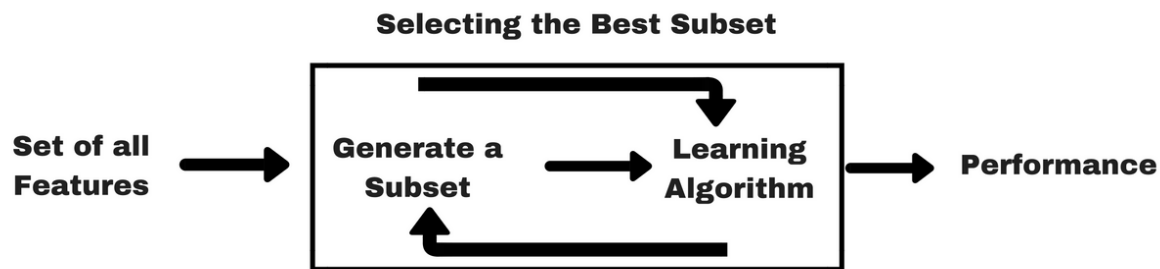 Selecting the Best Subset
Set of all
Features
Generate a
Subset
Learning
Algorithm
Performance